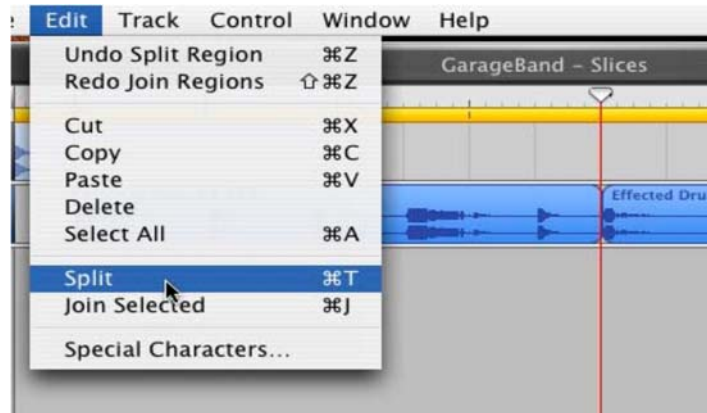 Edit Track Control Window Help
Undo Split Region ⌘Z
Redo Join Regions ⇧⌘Z
GarageBand – Slices
Cut ⌘X
Copy ⌘C
Paste ⌘V
Delete
Effected Dru
Select All ⌘A
Split ⌘T
Join Selected ⌘J
Special Characters...